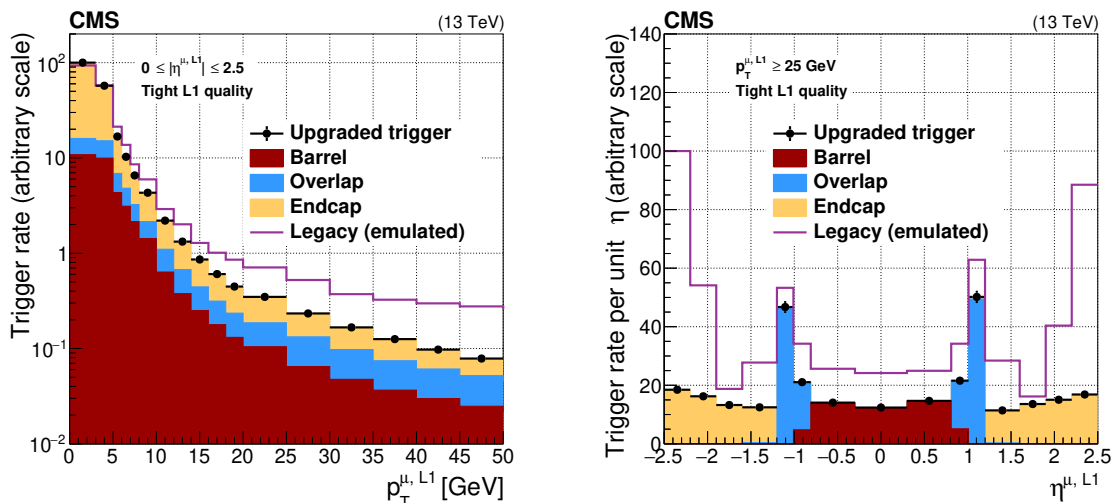 CMS (13 TeV)
Trigger rate (arbitrary scale)
10² 10 1 10⁻¹ 10⁻²
0 ≤ |η^μ, L1| ≤ 2.5
Tight L1 quality
Upgraded trigger
Barrel
Overlap
Endcap
Legacy (emulated)
0 5 10 15 20 25 30 35 40 45 50
p_T^μ, L1 [GeV]
CMS (13 TeV)
Trigger rate per unit η (arbitrary scale)
140 120 100 80 60 40 20 0
p_T^μ, L1 ≥ 25 GeV
Tight L1 quality
Upgraded trigger
Barrel
Overlap
Endcap
Legacy (emulated)
−2.5 −2 −1.5 −1 −0.5 0 0.5 1 1.5 2 2.5
η^μ, L1